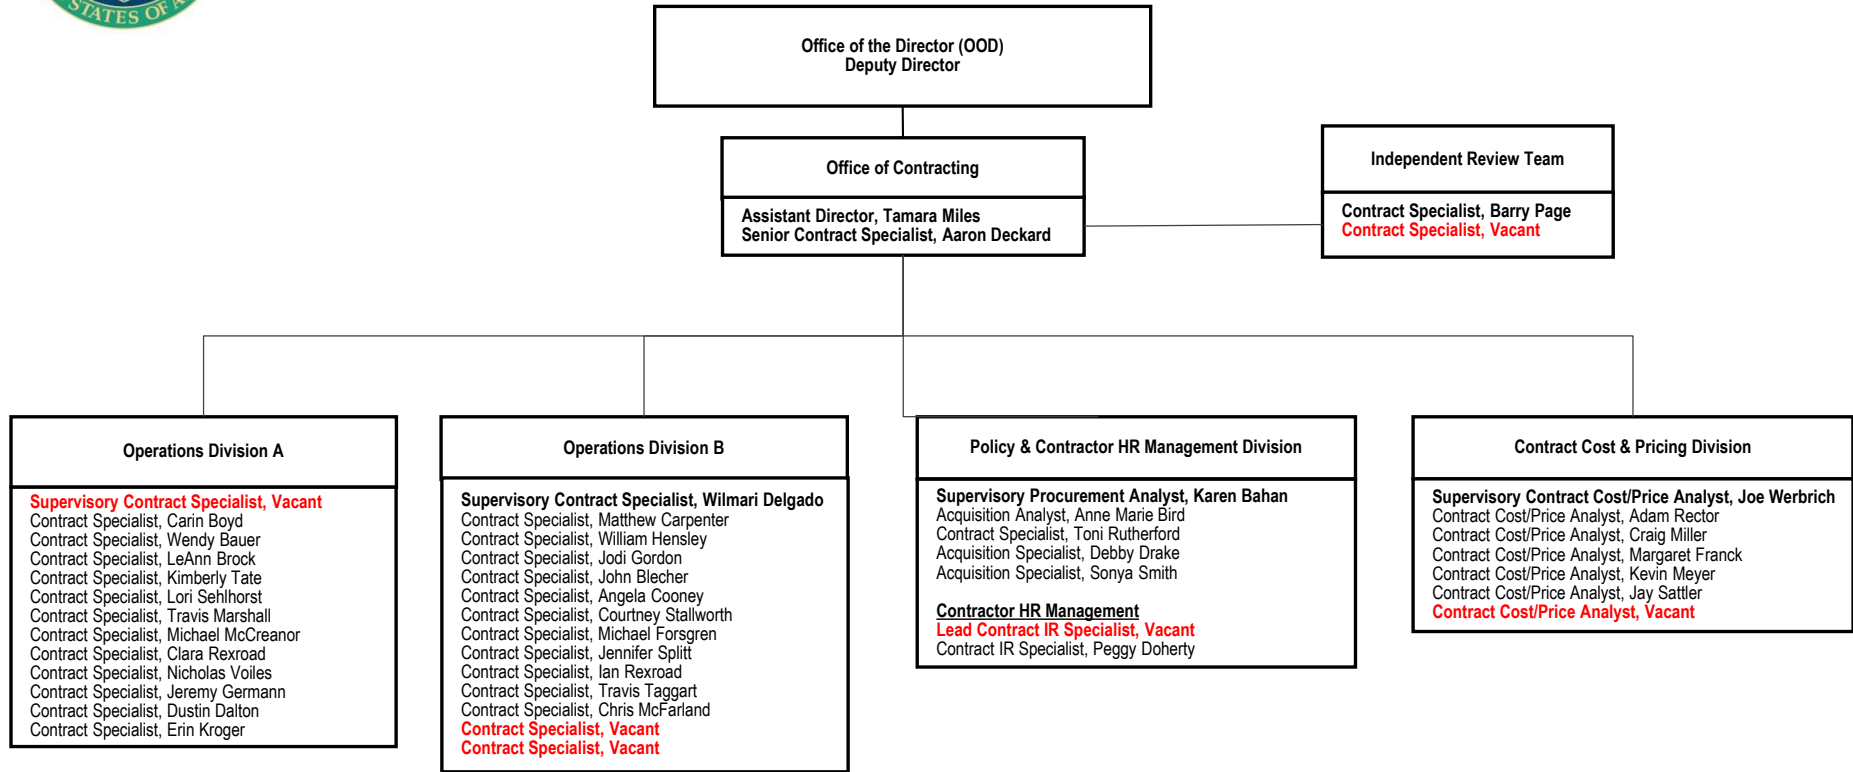 STATES OF A
Office of the Director (OOD)
Deputy Director
Office of Contracting
Assistant Director, Tamara Miles
Senior Contract Specialist, Aaron Deckard
Independent Review Team
Contract Specialist, Barry Page
Contract Specialist, Vacant
Operations Division A
Supervisory Contract Specialist, Vacant
Contract Specialist, Carin Boyd
Contract Specialist, Wendy Bauer
Contract Specialist, LeAnn Brock
Contract Specialist, Kimberly Tate
Contract Specialist, Lori Sehlhorst
Contract Specialist, Travis Marshall
Contract Specialist, Michael McCreanor
Contract Specialist, Clara Rexroad
Contract Specialist, Nicholas Voiles
Contract Specialist, Jeremy Germann
Contract Specialist, Dustin Dalton
Contract Specialist, Erin Kroger
Operations Division B
Supervisory Contract Specialist, Wilmari Delgado
Contract Specialist, Matthew Carpenter
Contract Specialist, William Hensley
Contract Specialist, Jodi Gordon
Contract Specialist, John Blecher
Contract Specialist, Angela Cooney
Contract Specialist, Courtney Stallworth
Contract Specialist, Michael Forsgren
Contract Specialist, Jennifer Splitt
Contract Specialist, Ian Rexroad
Contract Specialist, Travis Taggart
Contract Specialist, Chris McFarland
Contract Specialist, Vacant
Contract Specialist, Vacant
Policy & Contractor HR Management Division
Supervisory Procurement Analyst, Karen Bahan
Acquisition Analyst, Anne Marie Bird
Contract Specialist, Toni Rutherford
Acquisition Specialist, Debby Drake
Acquisition Specialist, Sonya Smith
Contractor HR Management
Lead Contract IR Specialist, Vacant
Contract IR Specialist, Peggy Doherty
Contract Cost & Pricing Division
Supervisory Contract Cost/Price Analyst, Joe Werbrich
Contract Cost/Price Analyst, Adam Rector
Contract Cost/Price Analyst, Craig Miller
Contract Cost/Price Analyst, Margaret Franck
Contract Cost/Price Analyst, Kevin Meyer
Contract Cost/Price Analyst, Jay Sattler
Contract Cost/Price Analyst, Vacant